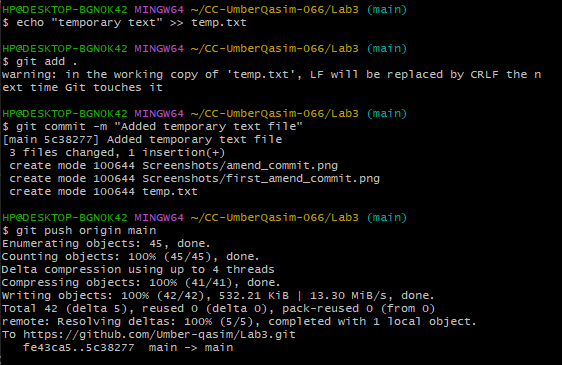 HP@DESKTOP-BGNOK42 MINGW64 ~/CC-UmberQasim-066/Lab3 (main)
$ echo "temporary text" >> temp.txt
HP@DESKTOP-BGNOK42 MINGW64 ~/CC-UmberQasim-066/Lab3 (main)
$ git add .
warning: in the working copy of 'temp.txt', LF will be replaced by CRLF the n
ext time Git touches it
HP@DESKTOP-BGNOK42 MINGW64 ~/CC-UmberQasim-066/Lab3 (main)
$ git commit -m "Added temporary text file"
[main 5c38277] Added temporary text file
 3 files changed, 1 insertion(+)
 create mode 100644 Screenshots/amend_commit.png
 create mode 100644 Screenshots/first_amend_commit.png
 create mode 100644 temp.txt
HP@DESKTOP-BGNOK42 MINGW64 ~/CC-UmberQasim-066/Lab3 (main)
$ git push origin main
Enumerating objects: 45, done.
Counting objects: 100% (45/45), done.
Delta compression using up to 4 threads
Compressing objects: 100% (41/41), done.
Writing objects: 100% (42/42), 532.21 KiB | 13.30 MiB/s, done.
Total 42 (delta 5), reused 0 (delta 0), pack-reused 0 (from 0)
remote: Resolving deltas: 100% (5/5), completed with 1 local object.
To https://github.com/Umber-qasim/Lab3.git
   fe43ca5..5c38277  main -> main